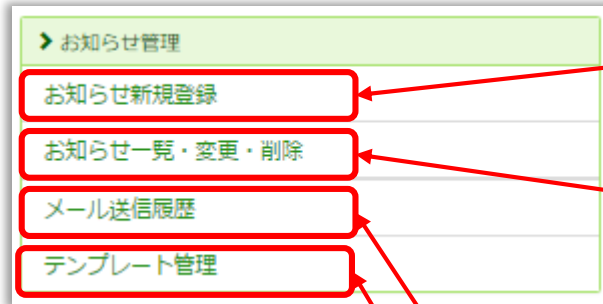 お知らせ管理
お知らせ新規登録
お知らせ一覧・変更・削除
メール送信履歴
テンプレート管理